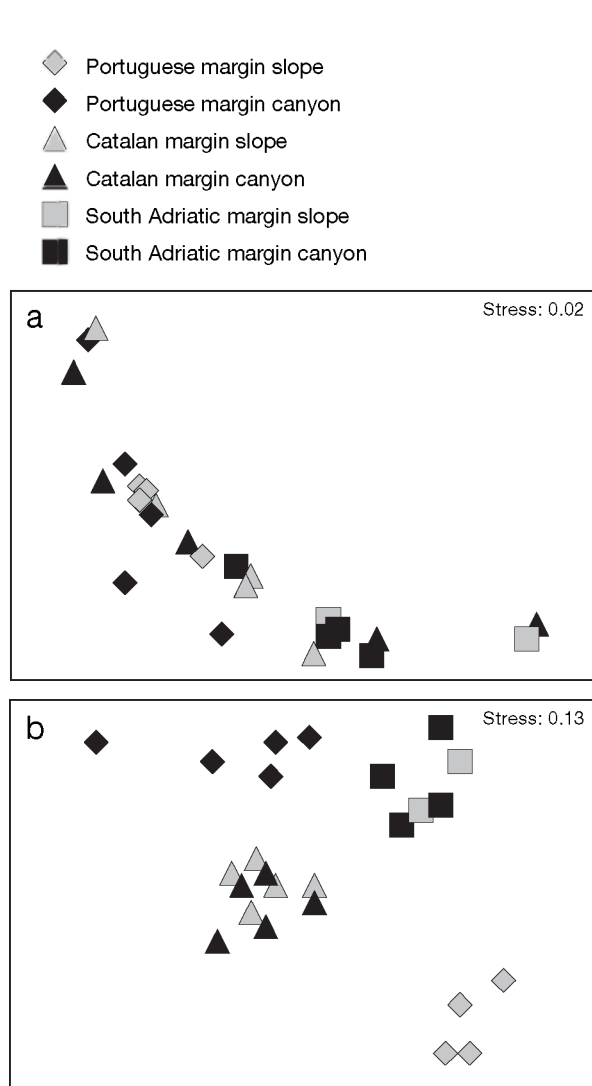 Portuguese margin slope
Portuguese margin canyon
Catalan margin slope
Catalan margin canyon
South Adriatic margin slope
South Adriatic margin canyon
a
Stress: 0.02
b
Stress: 0.13